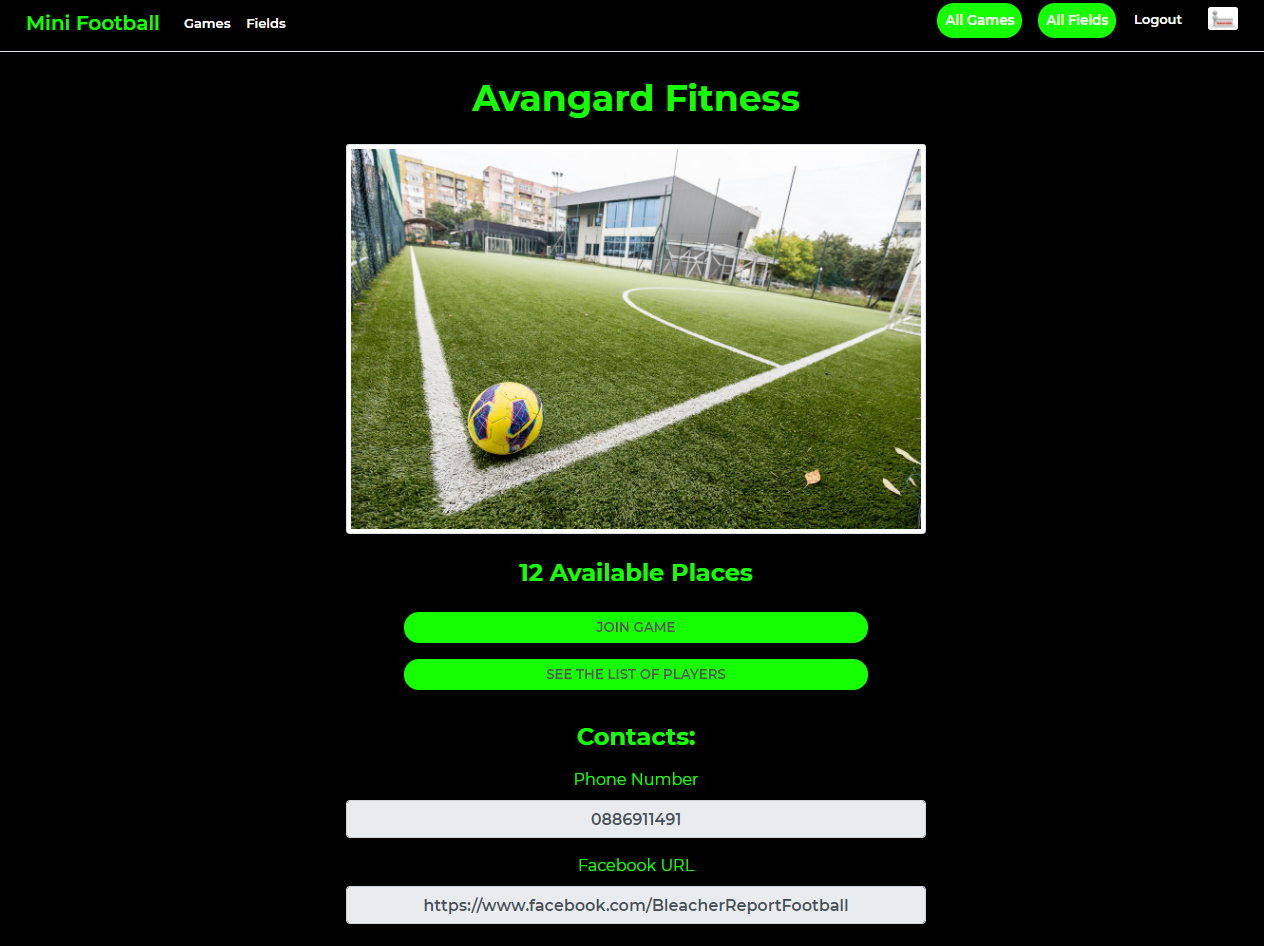 Mini Football Games Fields All Games All Fields Logout
Avangard Fitness
12 Available Places
JOIN GAME
SEE THE LIST OF PLAYERS
Contacts:
Phone Number
0886911491
Facebook URL
https://www.facebook.com/BleacherReportFootball